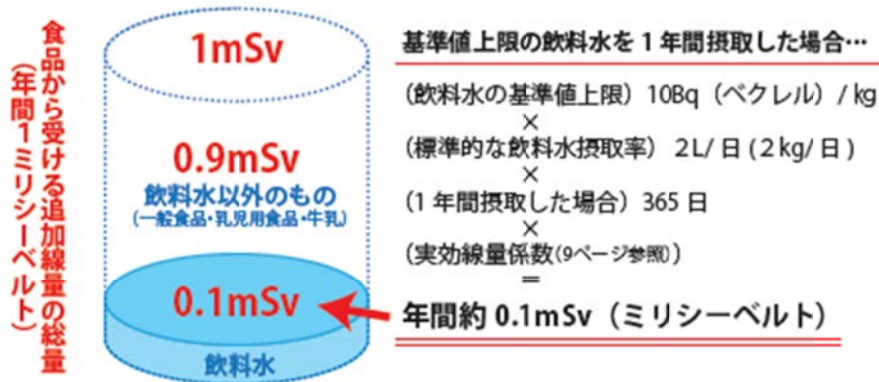 食品から受ける追加線量の総量
（年間１ミリシーベルト）
1mSv
0.9mSv
飲料水以外のもの
（一般食品・乳児用食品・牛乳）
0.1mSv
飲料水
基準値上限の飲料水を１年間摂取した場合…
（飲料水の基準値上限）10Bq（ベクレル）/ kg
×
（標準的な飲料水摂取率）２L/ 日 ( ２kg/ 日 )
×
（１年間摂取した場合）365 日
×
（実効線量係数(9ページ参照)）
＝
年間約 0.1mSv（ミリシーベルト）